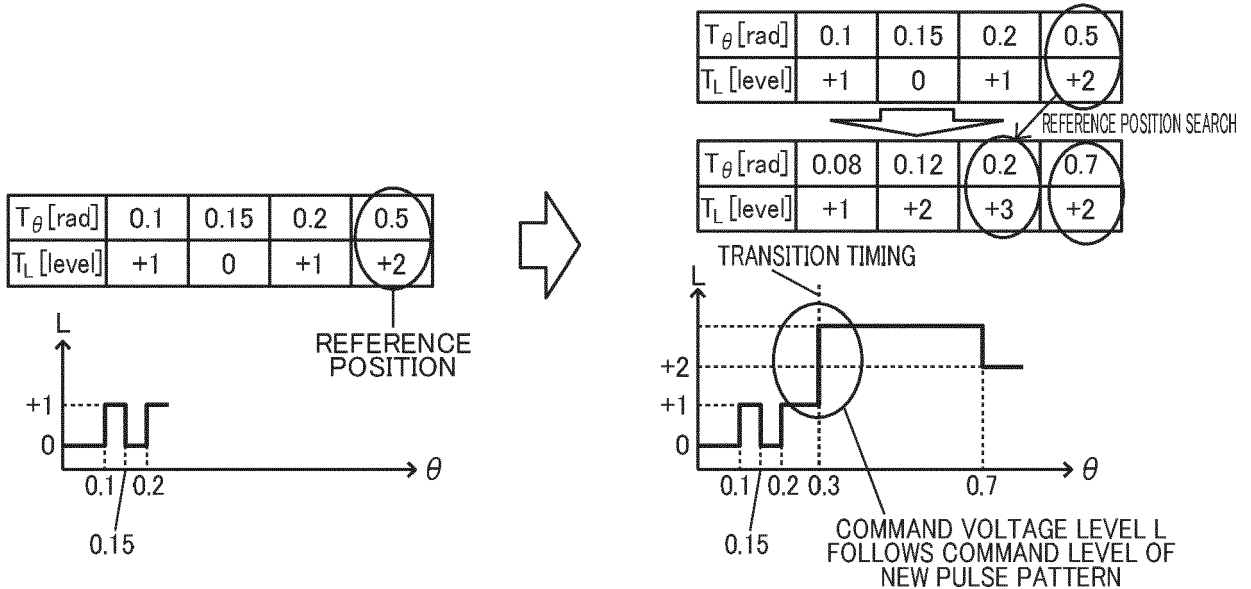 Tθ[rad] 0.1 0.15 0.2 0.5
TL[level] +1 0 +1 +2
REFERENCE
POSITION
L
+1
0
θ
0.1 0.2
0.15
Tθ[rad] 0.1 0.15 0.2 0.5
TL[level] +1 0 +1 +2
REFERENCE POSITION SEARCH
Tθ[rad] 0.08 0.12 0.2 0.7
TL[level] +1 +2 +3 +2
TRANSITION TIMING
L
+2
+1
0
θ
0.1 0.2 0.3 0.7
0.15
COMMAND VOLTAGE LEVEL L
FOLLOWS COMMAND LEVEL OF
NEW PULSE PATTERN